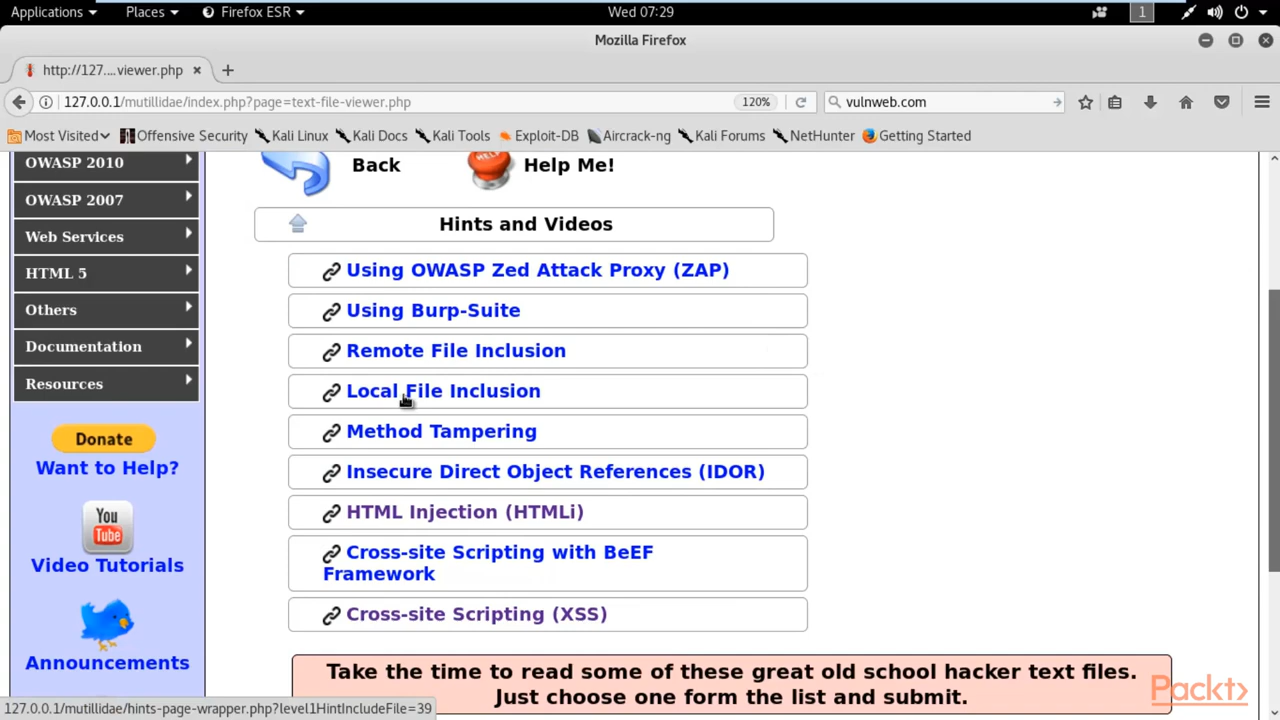 Applications Places Firefox ESR Wed 07:29 1
Mozilla Firefox
http://127....viewer.php
127.0.0.1/mutillidae/index.php?page=text-file-viewer.php 120% vulnweb.com
Most Visited Offensive Security Kali Linux Kali Docs Kali Tools Exploit-DB Aircrack-ng Kali Forums NetHunter Getting Started
OWASP 2010
OWASP 2007
Web Services
HTML 5
Others
Documentation
Resources
Donate
Want to Help?
You
Tube
Video Tutorials
Announcements
Back HELP Help Me!
Hints and Videos
Using OWASP Zed Attack Proxy (ZAP)
Using Burp-Suite
Remote File Inclusion
Local File Inclusion
Method Tampering
Insecure Direct Object References (IDOR)
HTML Injection (HTMLi)
Cross-site Scripting with BeEF
Framework
Cross-site Scripting (XSS)
Take the time to read some of these great old school hacker text files.
Just choose one form the list and submit.
Packt
127.0.0.1/mutillidae/hints-page-wrapper.php?level1HintIncludeFile=39